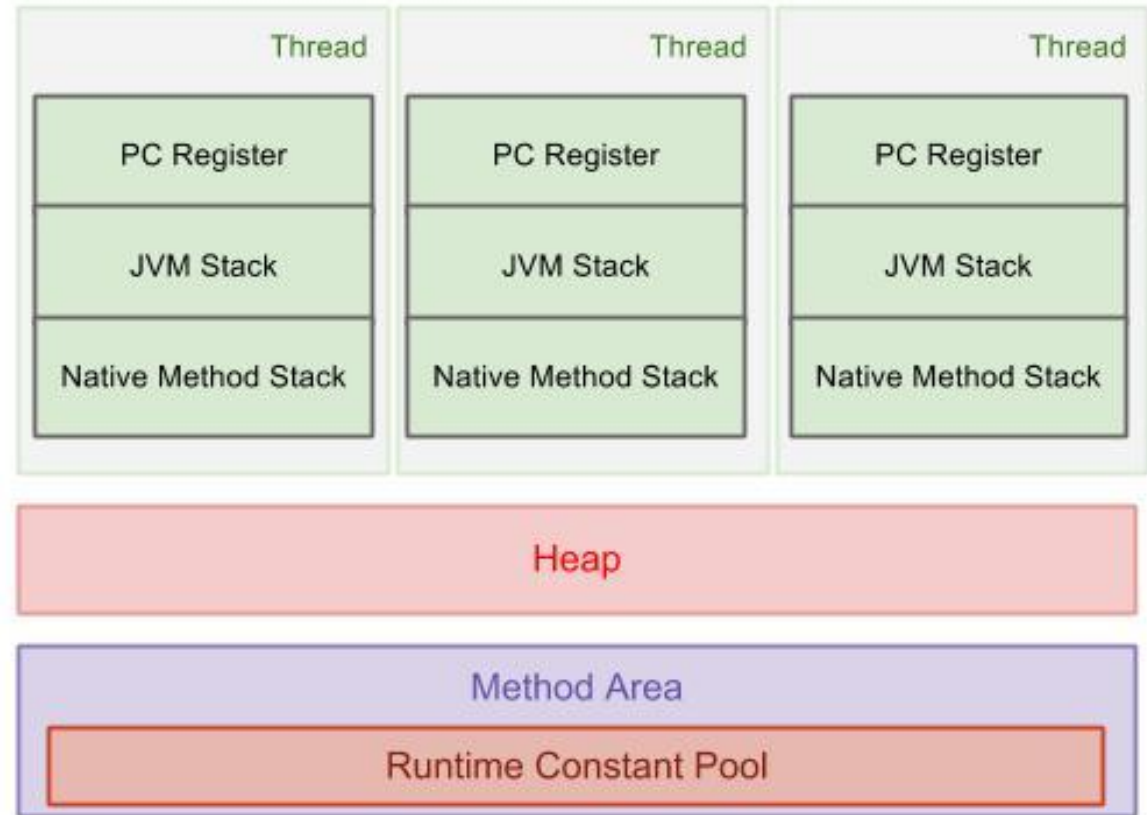 Thread
PC Register
JVM Stack
Native Method Stack
Thread
PC Register
JVM Stack
Native Method Stack
Thread
PC Register
JVM Stack
Native Method Stack
Heap
Method Area
Runtime Constant Pool